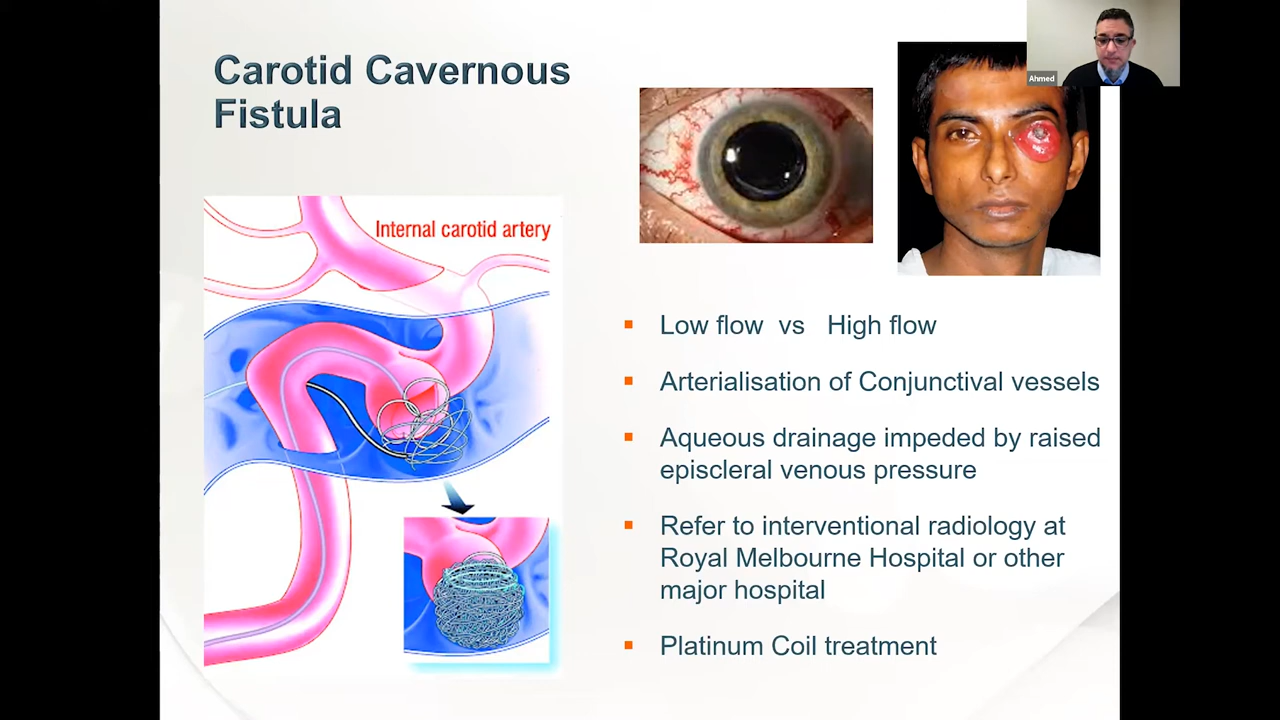 Carotid Cavernous
Fistula
Ahmed
Internal carotid artery
Low flow vs High flow
Arterialisation of Conjunctival vessels
Aqueous drainage impeded by raised
episcleral venous pressure
Refer to interventional radiology at
Royal Melbourne Hospital or other
major hospital
Platinum Coil treatment